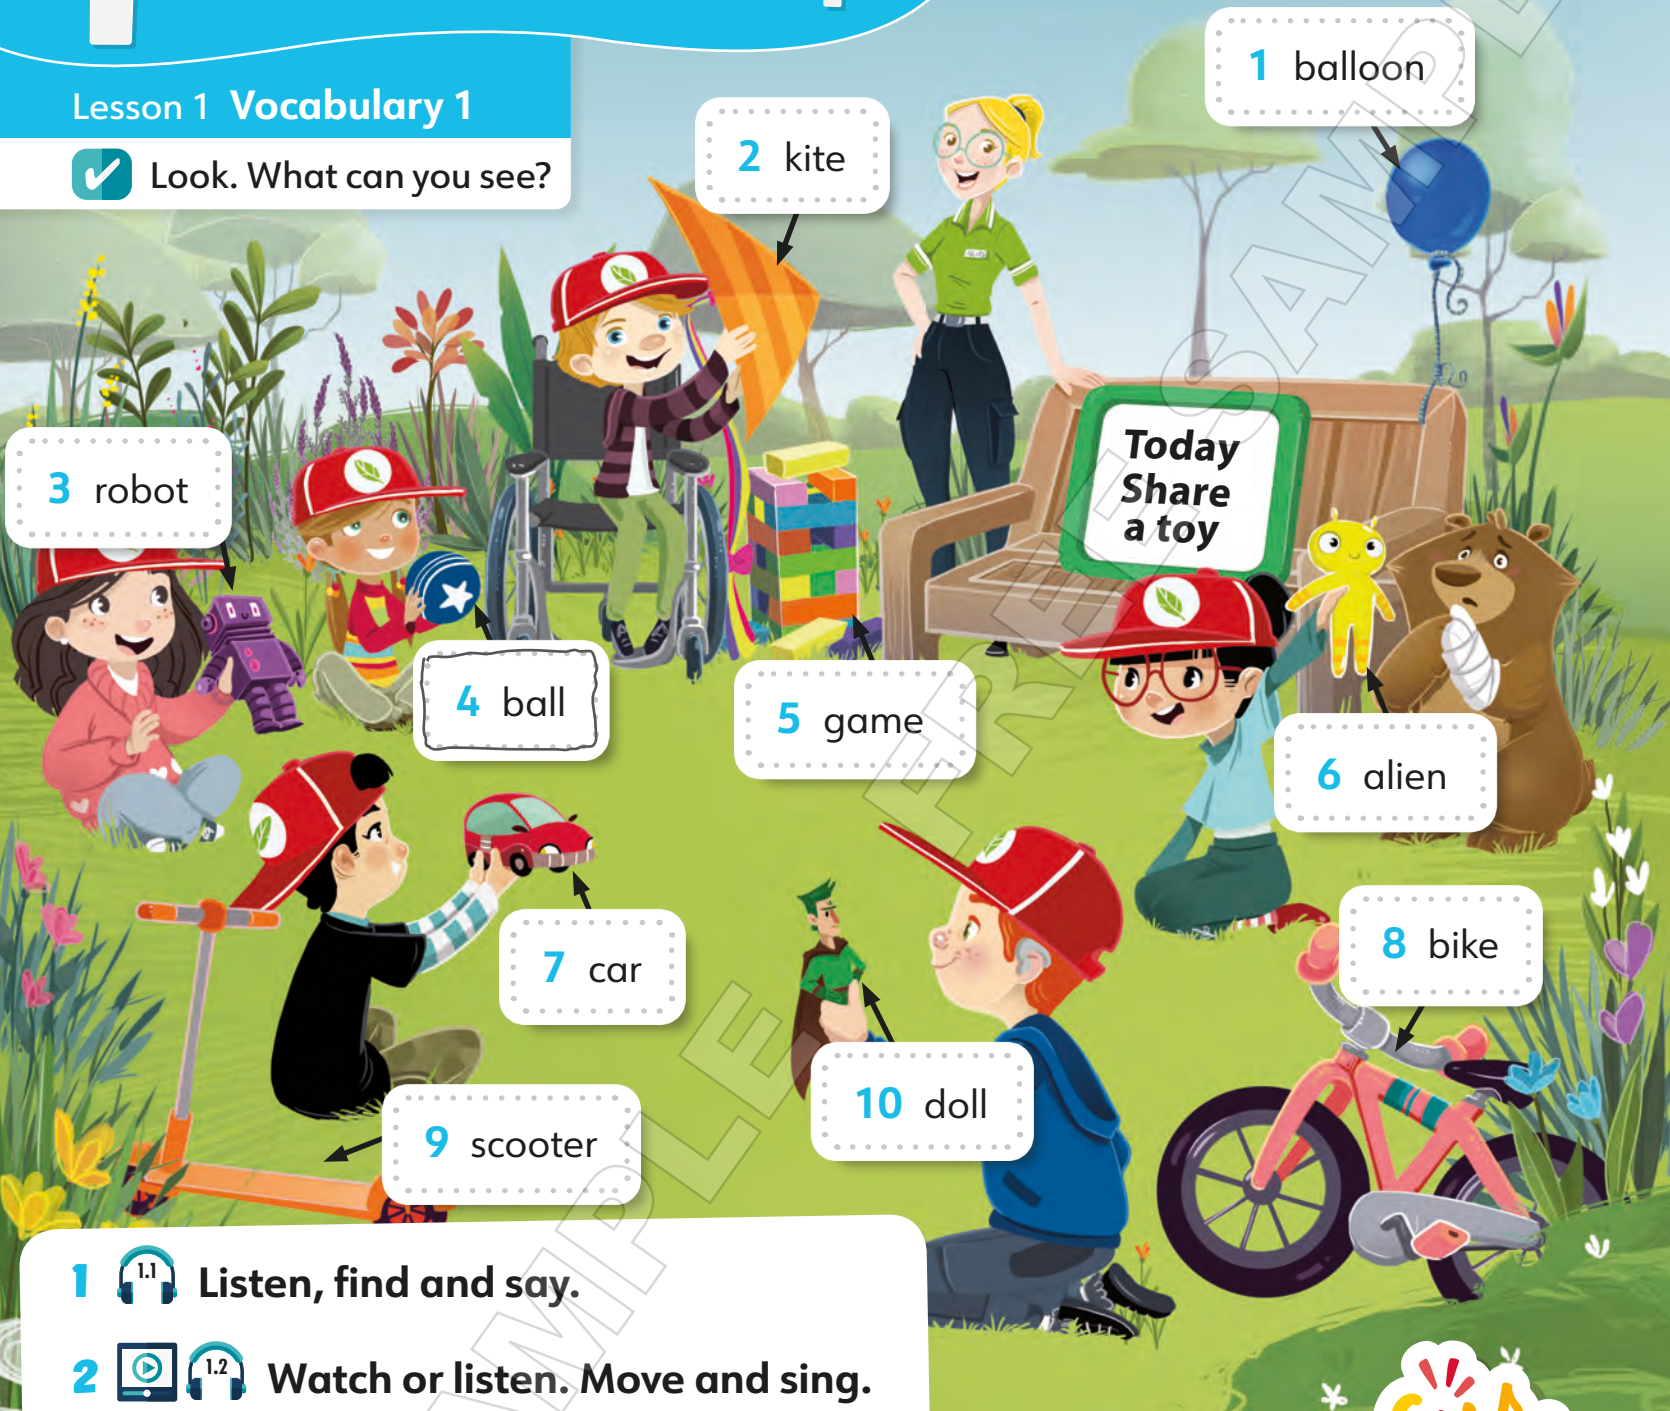 Lesson 1 Vocabulary 1
Look. What can you see?
1 balloon
2 kite
Today
Share
a toy
3 robot
4 ball
5 game
6 alien
7 car
8 bike
10 doll
9 scooter
1 1.1 Listen, find and say.
2 1.2 Watch or listen. Move and sing.
FREE SAMPLE